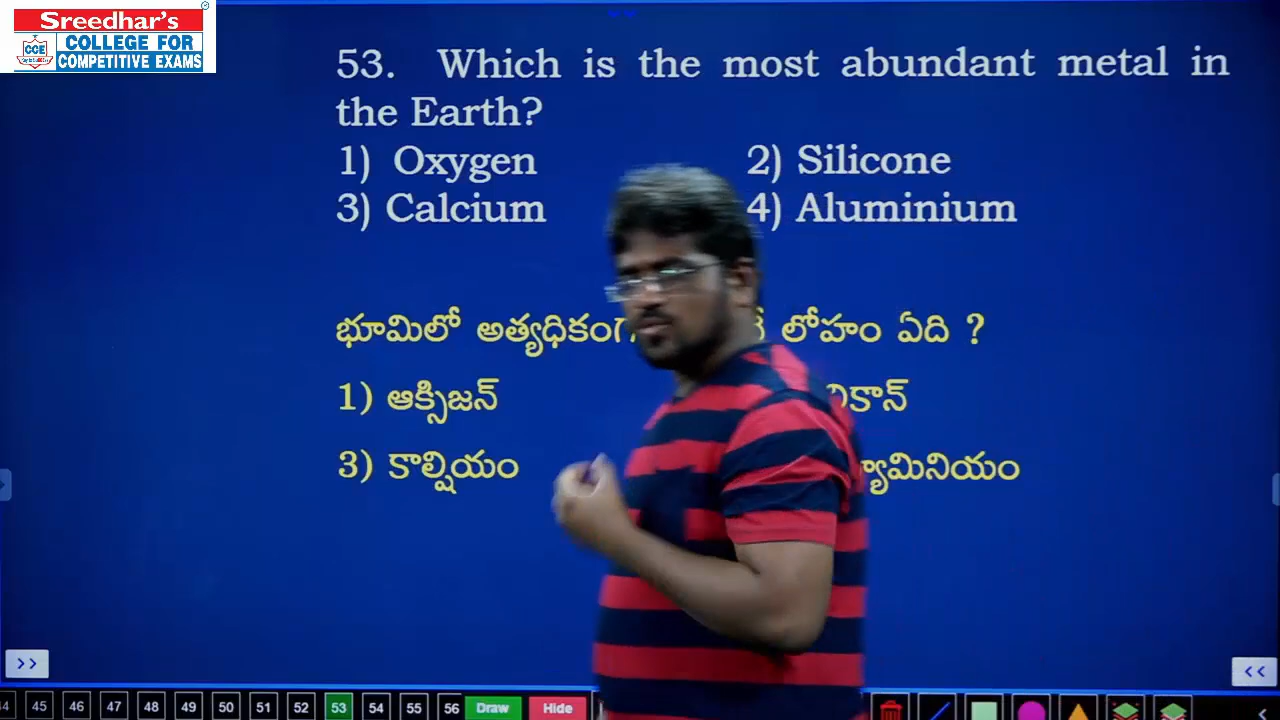 Sreedhar's
CCE
COLLEGE FOR
COMPETITIVE EXAMS
53. Which is the most abundant metal in
the Earth?
1) Oxygen 2) Silicone
3) Calcium 4) Aluminium
భూమిలో లోహం ఏది ?
1) ఆక్సిజన్
3) కాల్షియం
>> <<
45 46 47 48 49 50 51 52 53 54 55 56 Draw Hide